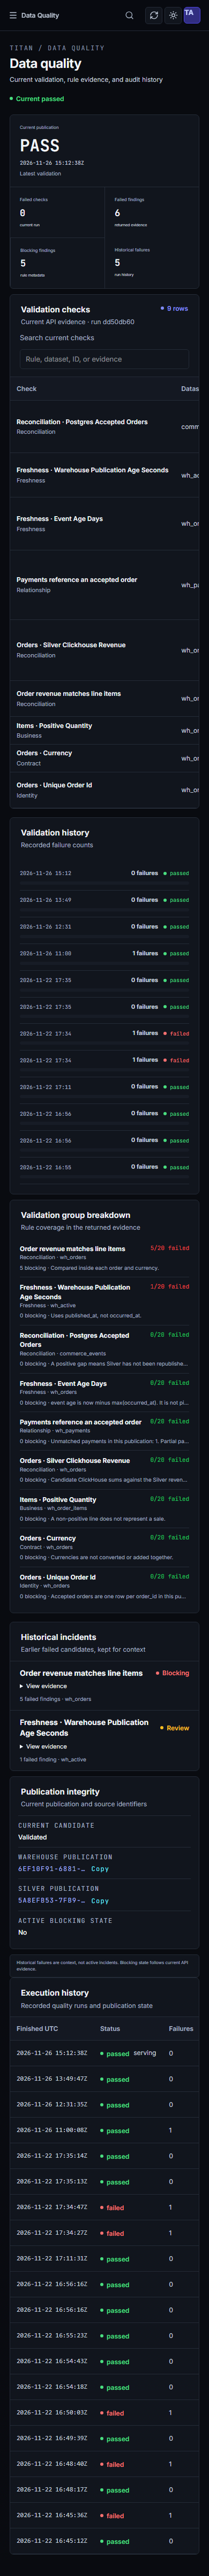 Data Quality
TA
TITAN / DATA QUALITY
Data quality
Current validation, rule evidence, and audit history
Current passed
Current publication
PASS
2026-11-26 15:12:38Z
Latest validation
Failed checks
0
current run
Failed findings
6
returned evidence
Blocking findings
5
rule metadata
Historical failures
5
run history
Validation checks
9 rows
Current API evidence · run dd50db60
Search current checks
Rule, dataset, ID, or evidence
Check
Datas
Reconciliation · Postgres Accepted Orders
Reconciliation
comm
Freshness · Warehouse Publication Age Seconds
Freshness
wh_ac
Freshness · Event Age Days
Freshness
wh_or
Payments reference an accepted order
Relationship
wh_pa
Orders · Silver Clickhouse Revenue
Reconciliation
wh_or
Order revenue matches line items
Reconciliation
wh_or
Items · Positive Quantity
Business
wh_or
Orders · Currency
Contract
wh_or
Orders · Unique Order Id
Identity
wh_or
Validation history
Recorded failure counts
2026-11-26 15:12 0 failures passed
2026-11-26 13:49 0 failures passed
2026-11-26 12:31 0 failures passed
2026-11-26 11:00 1 failures passed
2026-11-22 17:35 0 failures passed
2026-11-22 17:35 0 failures passed
2026-11-22 17:34 1 failures failed
2026-11-22 17:34 1 failures failed
2026-11-22 17:11 0 failures passed
2026-11-22 16:56 0 failures passed
2026-11-22 16:56 0 failures passed
2026-11-22 16:55 0 failures passed
Validation group breakdown
Rule coverage in the returned evidence
Order revenue matches line items 5/20 failed
Reconciliation · wh_orders
5 blocking · Compared inside each order and currency.
Freshness · Warehouse Publication Age Seconds 1/20 failed
Freshness · wh_active
0 blocking · Uses published_at, not occurred_at.
Reconciliation · Postgres Accepted Orders 0/20 failed
Reconciliation · commerce_events
0 blocking · A positive gap means Silver has not been republishe...
Freshness · Event Age Days 0/20 failed
Freshness · wh_orders
0 blocking · event age is now minus max(occurred_at). It is not pi...
Payments reference an accepted order 0/20 failed
Relationship · wh_payments
0 blocking · Unmatched payments in this publication: 1. Partial pa...
Orders · Silver Clickhouse Revenue 0/20 failed
Reconciliation · wh_orders
0 blocking · Candidate ClickHouse sums against the Silver reven...
Items · Positive Quantity 0/20 failed
Business · wh_order_items
0 blocking · A non-positive line does not represent a sale.
Orders · Currency 0/20 failed
Contract · wh_orders
0 blocking · Currencies are not converted or added together.
Orders · Unique Order Id 0/20 failed
Identity · wh_orders
0 blocking · Accepted orders are one row per order_id in this pu...
Historical incidents
Earlier failed candidates, kept for context
Order revenue matches line items Blocking
View evidence
5 failed findings · wh_orders
Freshness · Warehouse Publication Age Seconds Review
View evidence
1 failed finding · wh_active
Publication integrity
Current publication and source identifiers
CURRENT CANDIDATE
Validated
WAREHOUSE PUBLICATION
6EF10F91-6881-… Copy
SILVER PUBLICATION
5A8EFB53-7FB9-… Copy
ACTIVE BLOCKING STATE
No
Historical failures are context, not active incidents. Blocking state follows current API evidence.
Execution history
Recorded quality runs and publication state
Finished UTC Status Failures
2026-11-26 15:12:38Z passed serving 0
2026-11-26 13:49:47Z passed 0
2026-11-26 12:31:35Z passed 0
2026-11-26 11:00:08Z passed 1
2026-11-22 17:35:14Z passed 0
2026-11-22 17:35:13Z passed 0
2026-11-22 17:34:47Z failed 1
2026-11-22 17:34:27Z failed 1
2026-11-22 17:11:31Z passed 0
2026-11-22 16:56:16Z passed 0
2026-11-22 16:56:16Z passed 0
2026-11-22 16:55:23Z passed 0
2026-11-22 16:54:43Z passed 0
2026-11-22 16:54:18Z passed 0
2026-11-22 16:50:03Z failed 1
2026-11-22 16:49:39Z passed 0
2026-11-22 16:48:40Z failed 1
2026-11-22 16:48:17Z passed 0
2026-11-22 16:45:36Z failed 1
2026-11-22 16:45:12Z passed 0